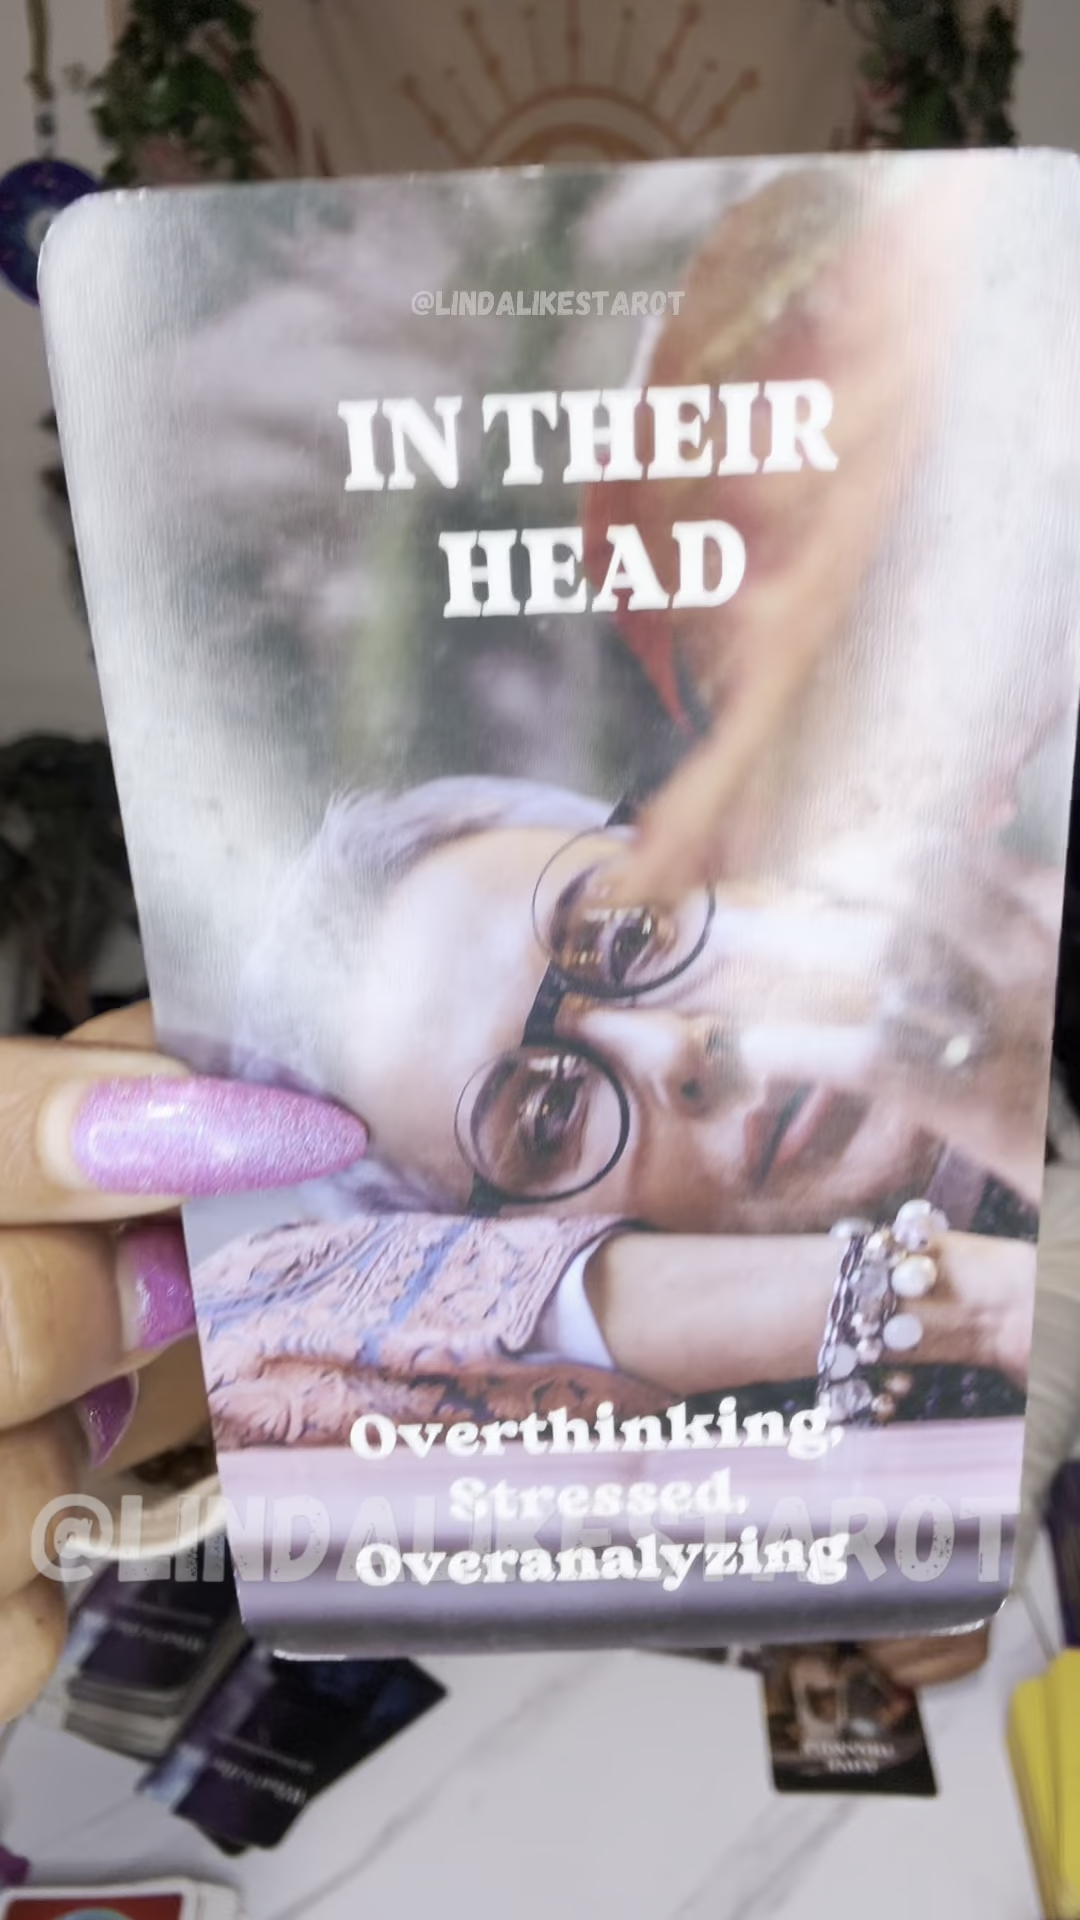 @LINDALIKESTAROT
IN THEIR
HEAD
Overthinking,
Stressed,
Overanalyzing
@LINDALIKESTAROT